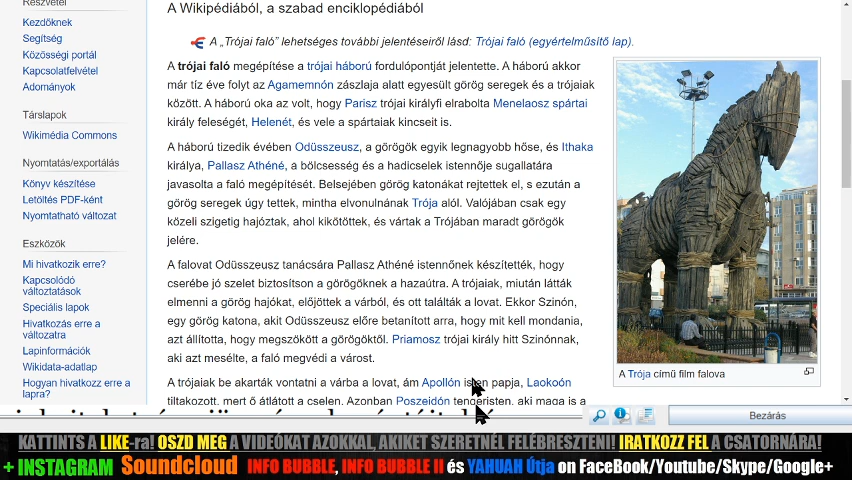 Részvétel
Kezdőknek
Segítség
Közösségi portál
Kapcsolatfelvétel
Adományok
Társlapok
Wikimédia Commons
Nyomtatás/exportálás
Könyv készítése
Letöltés PDF-ként
Nyomtatható változat
Eszközök
Mi hivatkozik erre?
Kapcsolódó
változtatások
Speciális lapok
Hivatkozás erre a
változatra
Lapinformációk
Wikidata-adatlap
Hogyan hivatkozz erre a
lapra?
A Wikipédiából, a szabad enciklopédiából
A „Trójai faló” lehetséges további jelentéseiről lásd: Trójai faló (egyértelműsítő lap).
A trójai faló megépítése a trójai háború fordulópontját jelentette. A háború akkor
már tíz éve folyt az Agamemnón zászlaja alatt egyesült görög seregek és a trójaiak
között. A háború oka az volt, hogy Parisz trójai királyfi elrabolta Menelaosz spártai
király feleségét, Helenét, és vele a spártaiak kincseit is.
A háború tizedik évében Odüsszeusz, a görögök egyik legnagyobb hőse, és Ithaka
királya, Pallasz Athéné, a bölcsesség és a hadicselek istennője sugallatára
javasolta a faló megépítését. Belsejében görög katonákat rejtettek el, s ezután a
görög seregek úgy tettek, mintha elvonulnának Trója alól. Valójában csak egy
közeli szigetig hajóztak, ahol kikötöttek, és vártak a Trójában maradt görögök
jelére.
A falovat Odüsszeusz tanácsára Pallasz Athéné istennőnek készítették, hogy
cserébe jó szelet biztosítson a görögöknek a hazaútra. A trójaiak, miután látták
elmenni a görög hajókat, előjöttek a várból, és ott találták a lovat. Ekkor Szinón,
egy görög katona, akit Odüsszeusz előre betanított arra, hogy mit kell mondania,
azt állította, hogy megszökött a görögöktől. Priamosz trójai király hitt Szinónnak,
aki azt mesélte, a faló megvédi a várost.
A trójaiak be akarták vontatni a várba a lovat, ám Apollón isten papja, Laokoón
tiltakozott, mert ő átlátott a cselen. Azonban Poszeidón tengeristen, aki maga is a
A Trója című film falova
Bezárás
KATTINTS A LIKE-ra! OSZD MEG A VIDEÓKAT AZOKKAL, AKIKET SZERETNÉL FELÉBRESZTENI! IRATKOZZ FEL A CSATORNÁRA!
+ INSTAGRAM Soundcloud INFO BUBBLE, INFO BUBBLE II és YAHUAH Útja on FaceBook/Youtube/Skype/Google+